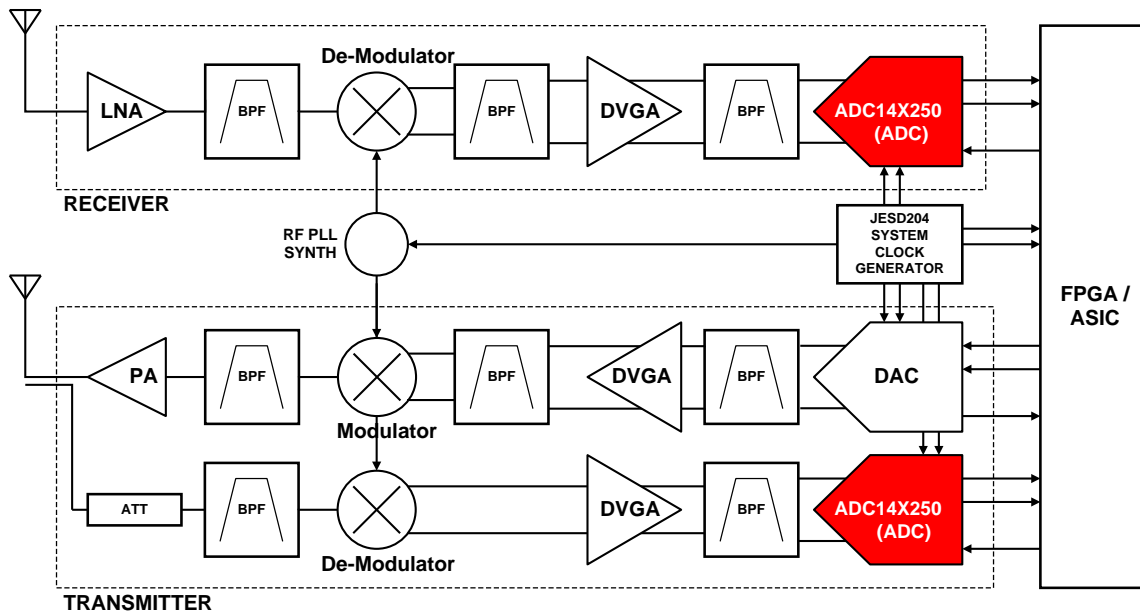 De-Modulator
LNA
BPF
BPF
DVGA
BPF
ADC14X250
(ADC)
RECEIVER
RF PLL
SYNTH
JESD204
SYSTEM
CLOCK
GENERATOR
FPGA /
ASIC
PA
BPF
BPF
DVGA
BPF
DAC
Modulator
ATT
BPF
DVGA
BPF
ADC14X250
(ADC)
De-Modulator
TRANSMITTER